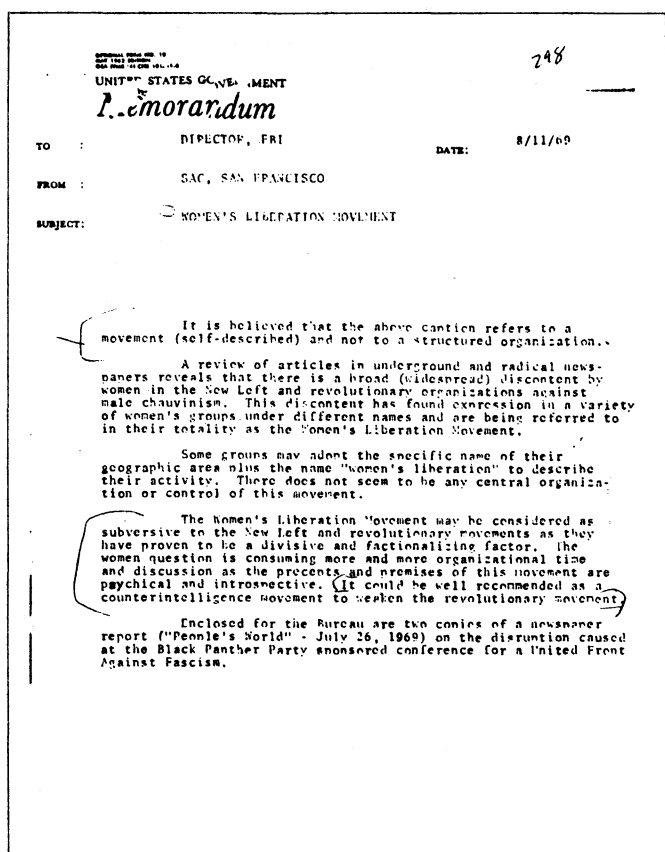 298
OPTIONAL FORM NO. 10
MAY 1962 EDITION
UNITED STATES GOVERNMENT
Memorandum
TO : DIRECTOR, FBI DATE: 8/11/69
FROM : SAC, SAN FRANCISCO
SUBJECT: WOMEN'S LIBERATION MOVEMENT
It is believed that the above caption refers to a
movement (self-described) and not to a structured organization.
A review of articles in underground and radical news-
papers reveals that there is a broad (widespread) discontent by
women in the New Left and revolutionary organizations against
male chauvinism. This discontent has found expression in a variety
of women's groups under different names and are being referred to
in their totality as the Women's Liberation Movement.
Some groups may adopt the specific name of their
geographic area plus the name "women's liberation" to describe
their activity. There does not seem to be any central organiza-
tion or control of this movement.
The Women's Liberation Movement may be considered as
subversive to the New Left and revolutionary movements as they
have proven to be a divisive and factionalizing factor. The
women question is consuming more and more organizational time
and discussion as the precepts and premises of this movement are
psychical and introspective. It could be well recommended as a
counterintelligence movement to weaken the revolutionary movement.
Enclosed for the Bureau are two copies of a newspaper
report ("People's World" - July 26, 1969) on the disruption caused
at the Black Panther Party sponsored conference for a United Front
Against Fascism.